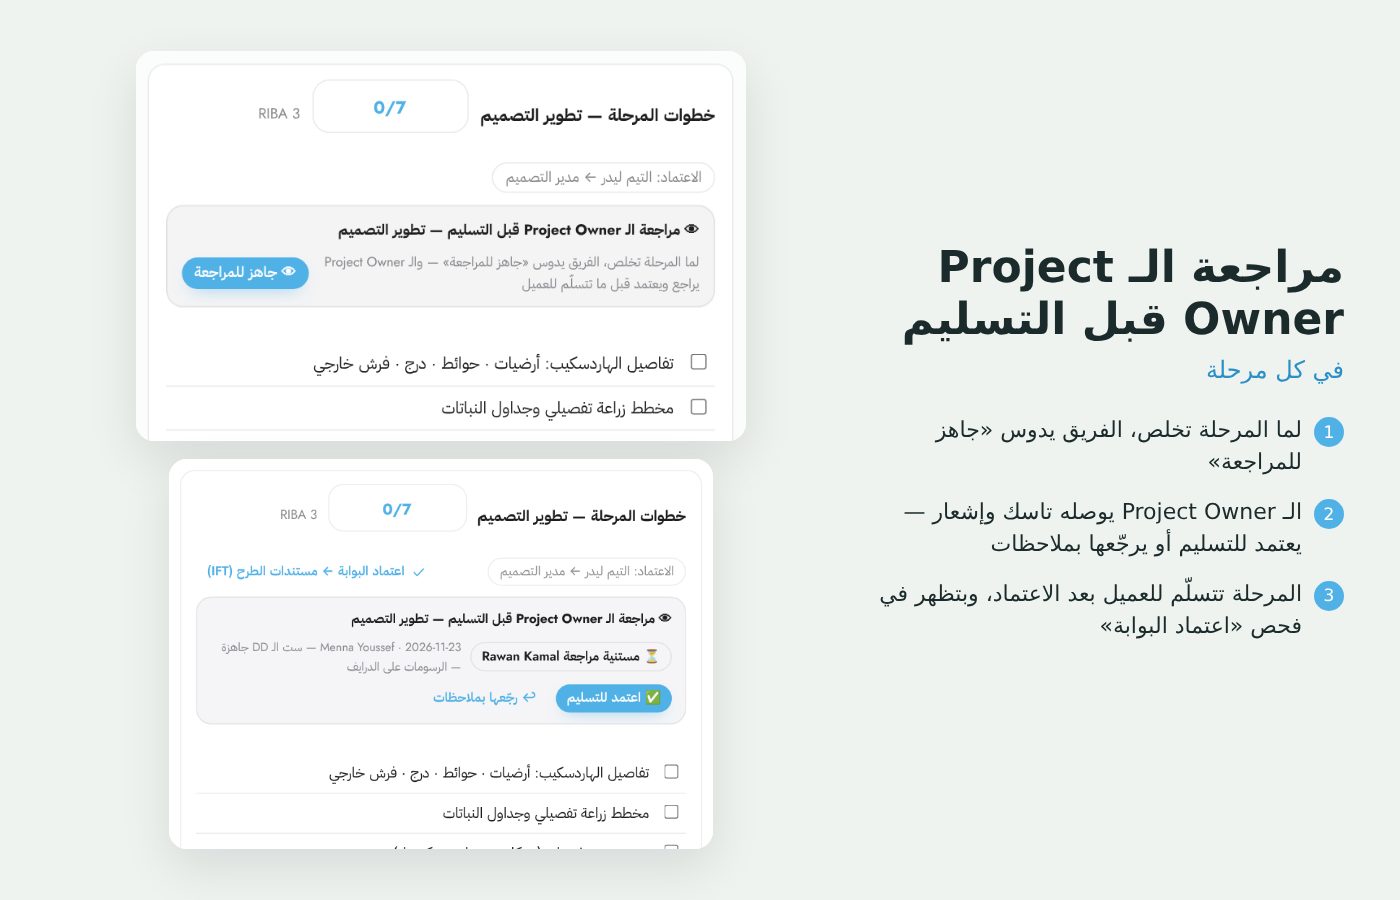 مراجعة الـ Project
Owner قبل التسليم
في كل مرحلة
1 لما المرحلة تخلص، الفريق يدوس «جاهز
للمراجعة»
2 الـ Project Owner يوصله تاسك وإشعار —
يعتمد للتسليم أو يرجّعها بملاحظات
3 المرحلة تتسلّم للعميل بعد الاعتماد، وبتظهر في
فحص «اعتماد البوابة»
خطوات المرحلة — تطوير التصميم 0/7 RIBA 3
الاعتماد: التيم ليدر ← مدير التصميم
👁 مراجعة الـ Project Owner قبل التسليم — تطوير التصميم
لما المرحلة تخلص، الفريق يدوس «جاهز للمراجعة» — والـ Project Owner
يراجع ويعتمد قبل ما تتسلّم للعميل
👁 جاهز للمراجعة
تفاصيل الهاردسكيب: أرضيات · حوائط · درج · فرش خارجي
مخطط زراعة تفصيلي وجداول النباتات
خطوات المرحلة — تطوير التصميم 0/7 RIBA 3
الاعتماد: التيم ليدر ← مدير التصميم ✓ اعتماد البوابة ← مستندات الطرح (IFT)
👁 مراجعة الـ Project Owner قبل التسليم — تطوير التصميم
⏳ مستنية مراجعة Rawan Kamal
Menna Youssef · 2026-11-23 — ست الـ DD جاهزة
— الرسومات على الدرايف
✅ اعتمد للتسليم ↩ رجّعها بملاحظات
تفاصيل الهاردسكيب: أرضيات · حوائط · درج · فرش خارجي
مخطط زراعة تفصيلي وجداول النباتات